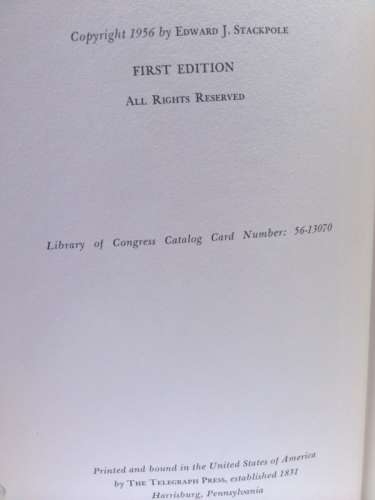 Copyright 1956 by Edward J. Stackpole
FIRST EDITION
All Rights Reserved
Library of Congress Catalog Card Number: 56-13070
Printed and bound in the United States of America
by The Telegraph Press, established 1831
Harrisburg, Pennsylvania